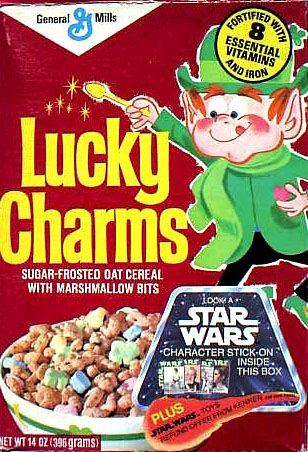 General G Mills
FORTIFIED WITH
8
ESSENTIAL
VITAMINS
AND IRON
Lucky
Charms
SUGAR-FROSTED OAT CEREAL
WITH MARSHMALLOW BITS
LOOK! A
STAR
WARS
CHARACTER STICK-ON
INSIDE
THIS BOX
PLUS
STAR WARS TOYS
REFUND OFFER FROM KENNER
NET WT 14 OZ (396 grams)